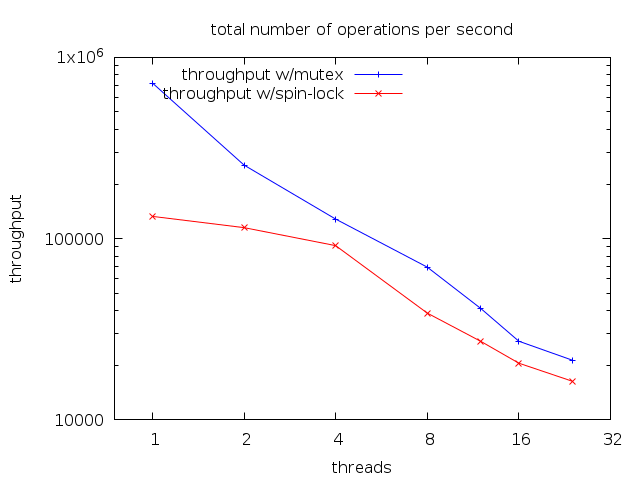 total number of operations per second
throughput w/mutex
throughput w/spin-lock
1x10⁶
100000
10000
throughput
1 2 4 8 16 32
threads